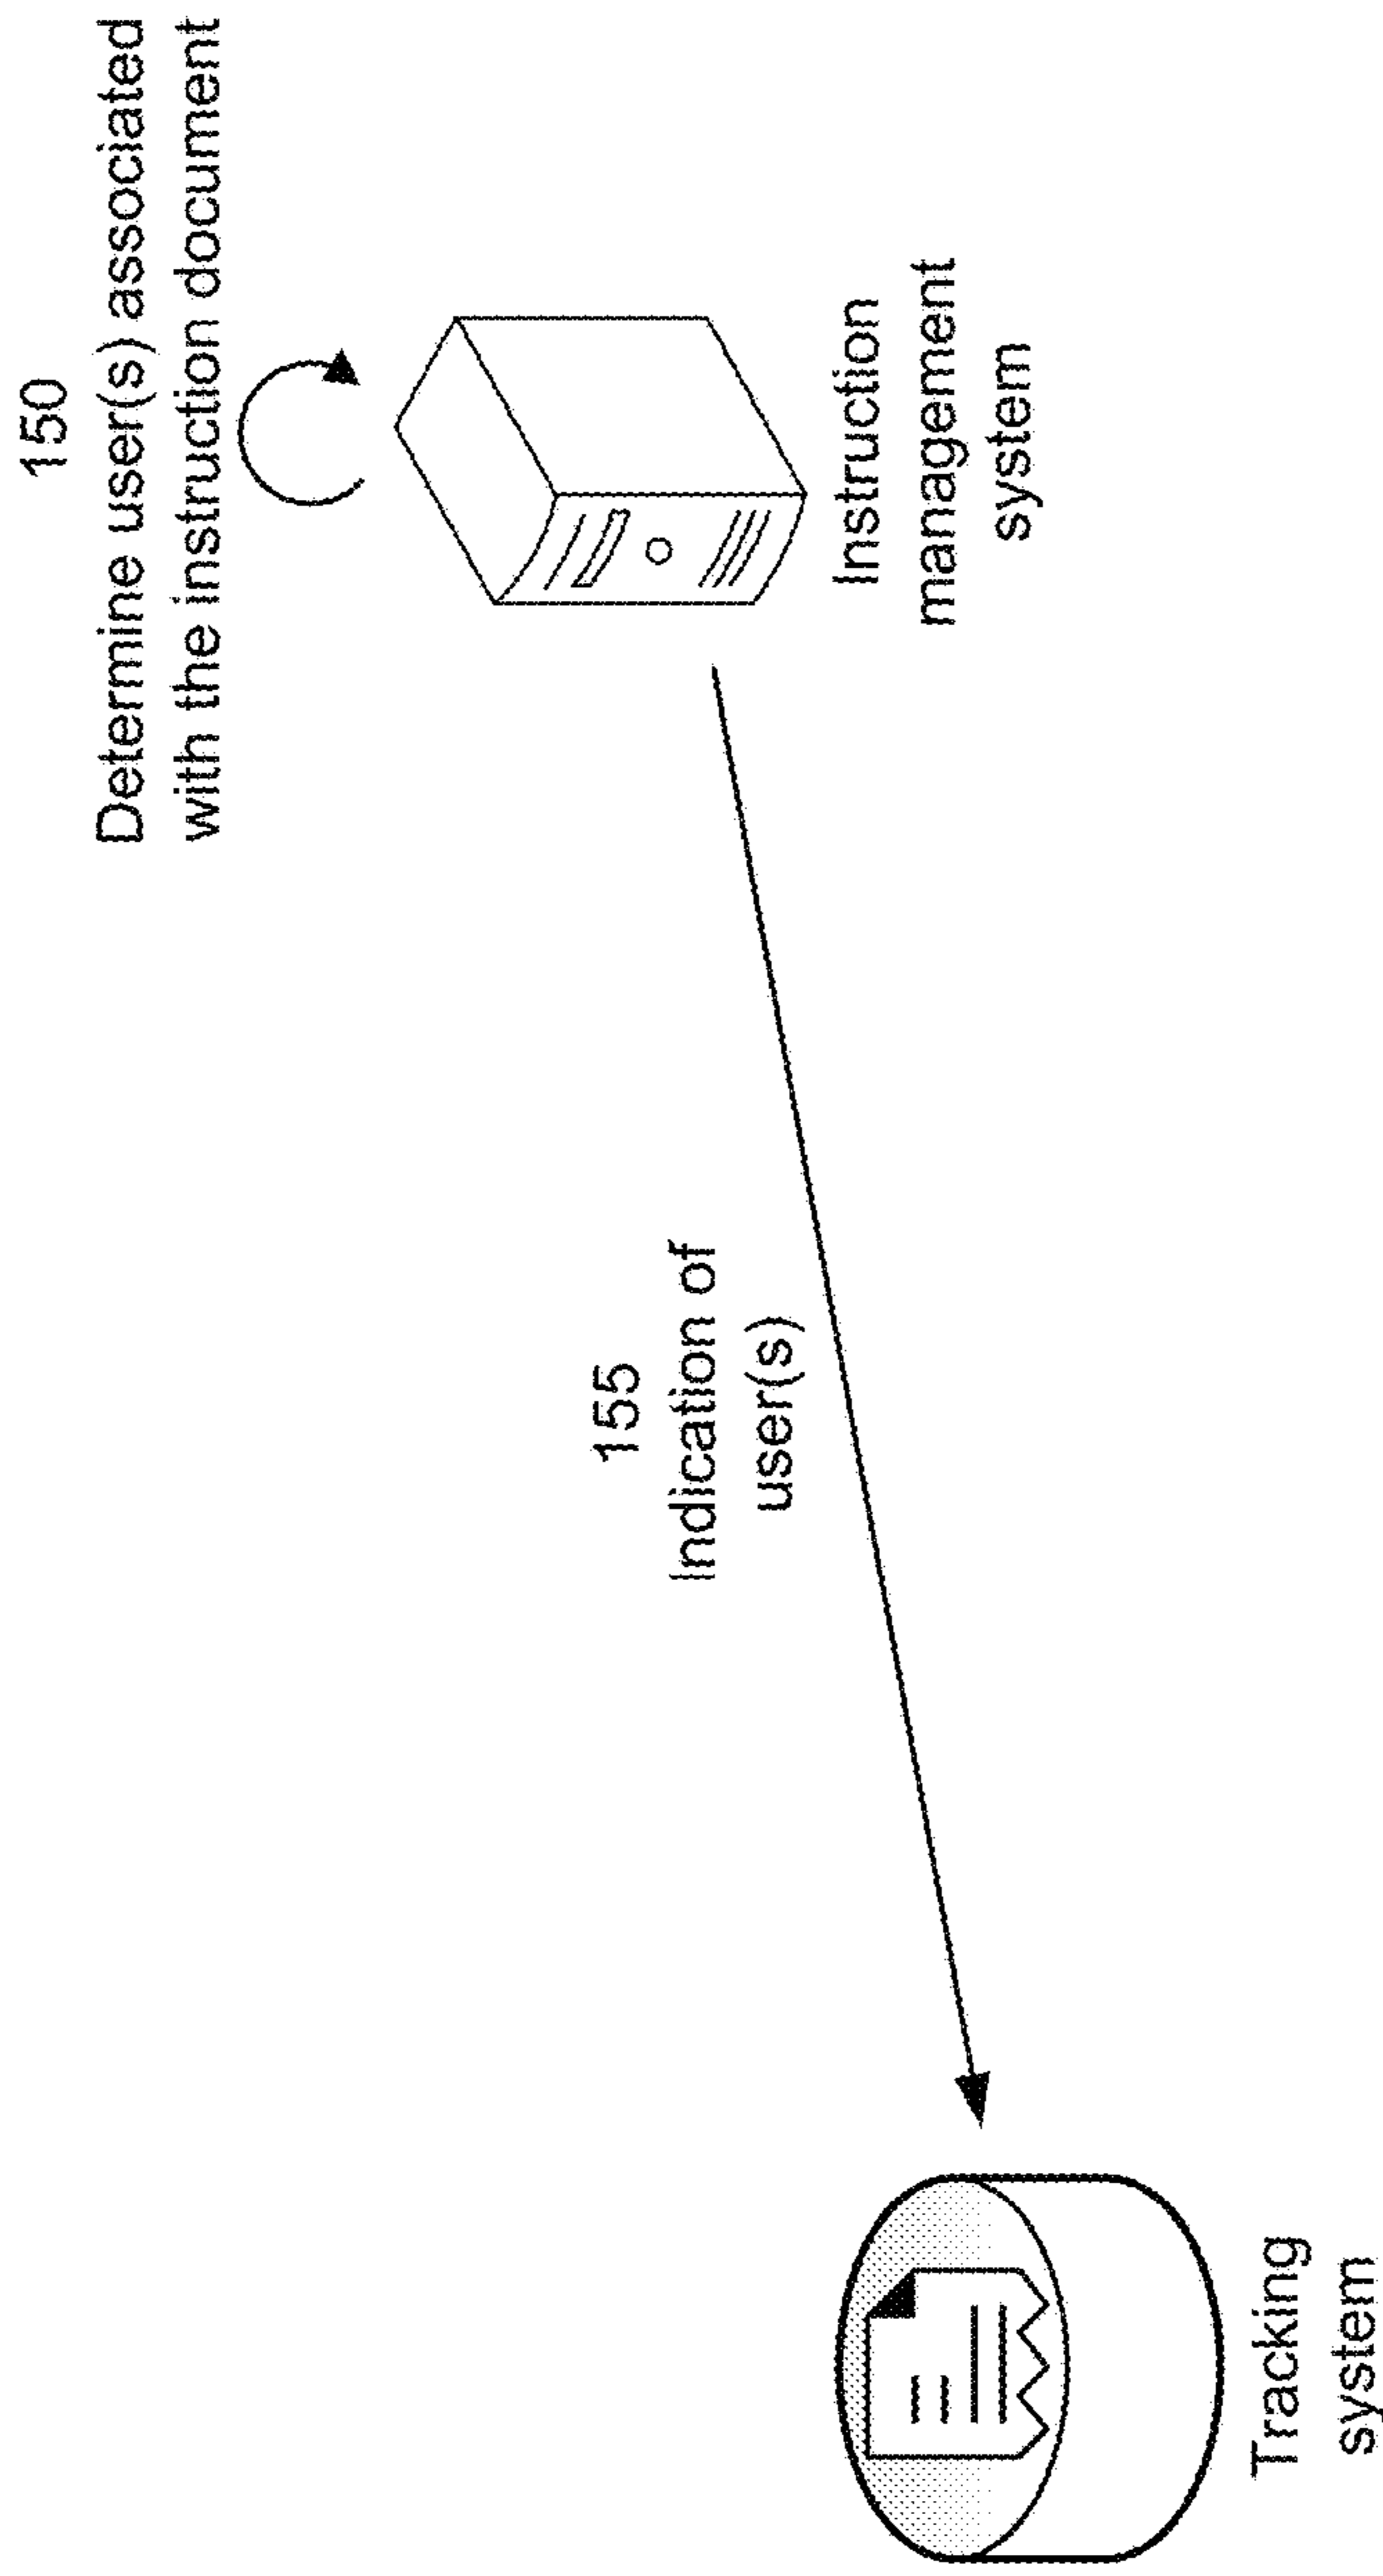 150
Determine user(s) associated
with the instruction document
Instruction
management
system
155
Indication of
user(s)
Tracking
system